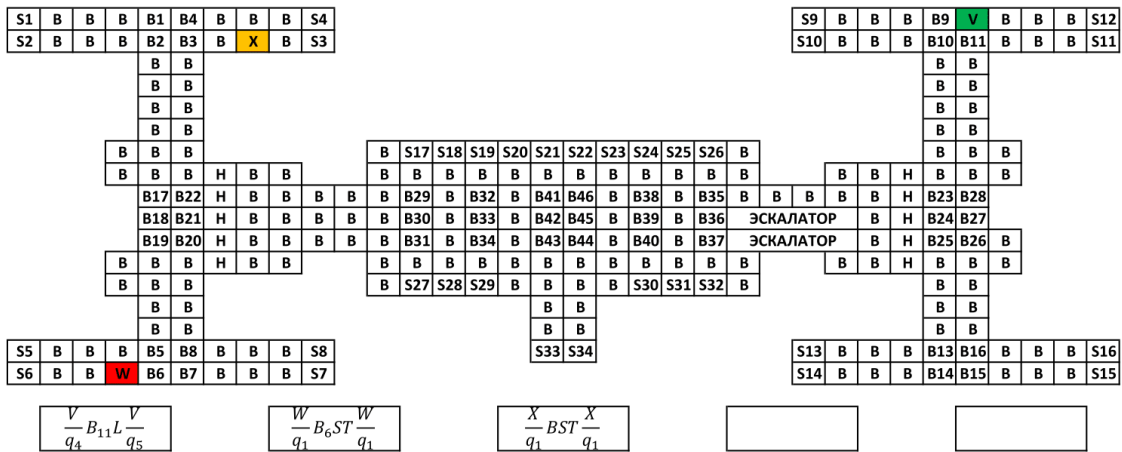 S1 B B B B1 B4 B B B S4 S9 B B B B9 V B B B S12
S2 B B B B2 B3 B X B S3 S10 B B B B10 B11 B B B S11
B B B B
B B B B
B B B B
B B B B
B B B B S17 S18 S19 S20 S21 S22 S23 S24 S25 S26 B B B B
B B B H B B B B B B B B B B B B B B B B H B B B
B17 B22 H B B B B B B29 B B32 B B41 B46 B B38 B B35 B B B B B H B23 B28
B18 B21 H B B B B B B30 B B33 B B42 B45 B B39 B B36 ЭСКАЛАТОР B H B24 B27
B19 B20 H B B B B B B31 B B34 B B43 B44 B B40 B B37 ЭСКАЛАТОР B H B25 B26 B
B B B H B B B B B B B B B B B B B B B B H B B B
B B B B S27 S28 S29 B B B B S30 S31 S32 B B B
B B B B B B
B B B B B B
S5 B B B B5 B8 B B B S8 S33 S34 S13 B B B B13 B16 B B B S16
S6 B B W B6 B7 B B B S7 S14 B B B B14 B15 B B B S15
V/q4 B11L V/q5 W/q1 B6ST W/q1 X/q1 BST X/q1